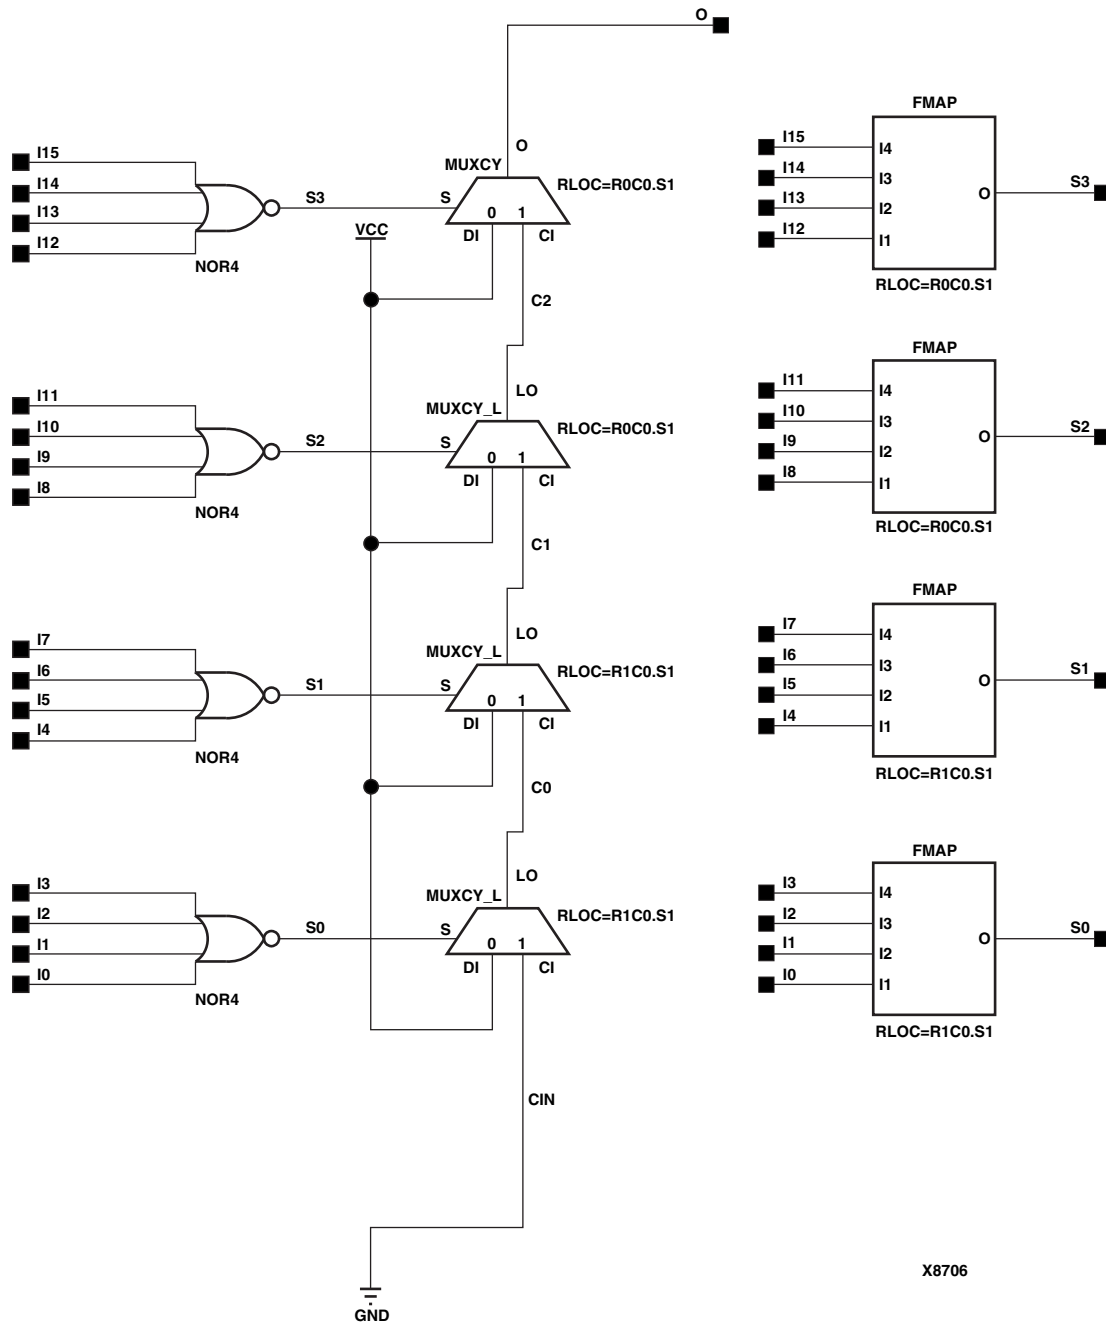 O
FMAP
I15
I14
I13
I12
NOR4
S3
VCC
MUXCY
O
S
0 1
DI CI
RLOC=R0C0.S1
C2
I15
I14
I13
I12
I4
I3
I2
I1
O
S3
RLOC=R0C0.S1
I11
I10
I9
I8
NOR4
S2
LO
MUXCY_L
S
0 1
DI CI
RLOC=R0C0.S1
C1
FMAP
I11
I10
I9
I8
I4
I3
I2
I1
O
S2
RLOC=R0C0.S1
I7
I6
I5
I4
NOR4
S1
LO
MUXCY_L
S
0 1
DI CI
RLOC=R1C0.S1
C0
FMAP
I7
I6
I5
I4
I4
I3
I2
I1
O
S1
RLOC=R1C0.S1
I3
I2
I1
I0
NOR4
S0
LO
MUXCY_L
S
0 1
DI CI
RLOC=R1C0.S1
CIN
GND
FMAP
I3
I2
I1
I0
I4
I3
I2
I1
O
S0
RLOC=R1C0.S1
X8706